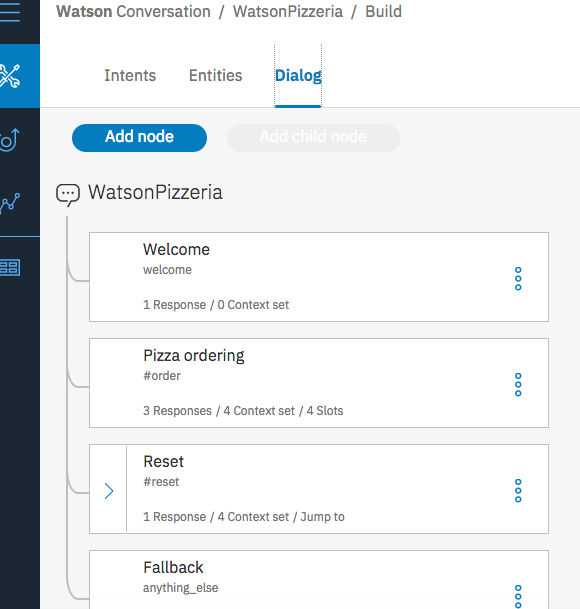 Watson Conversation / WatsonPizzeria / Build
Intents Entities Dialog
Add node Add child node
WatsonPizzeria
Welcome
welcome
1 Response / 0 Context set
Pizza ordering
#order
3 Responses / 4 Context set / 4 Slots
Reset
#reset
1 Response / 4 Context set / Jump to
Fallback
anything_else